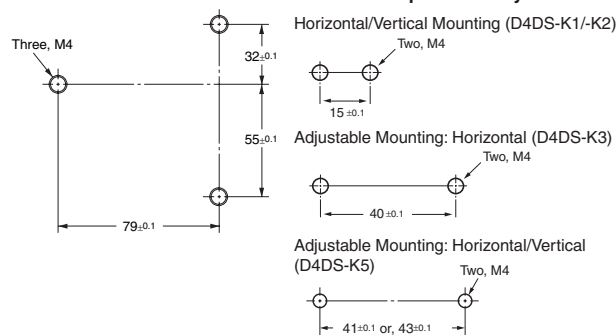 Horizontal/Vertical Mounting (D4DS-K1/-K2)
Three, M4
32±0.1
55±0.1
79±0.1
Two, M4
15 ±0.1
Adjustable Mounting: Horizontal (D4DS-K3)
Two, M4
40 ±0.1
Adjustable Mounting: Horizontal/Vertical
(D4DS-K5)
Two, M4
41±0.1 or, 43±0.1